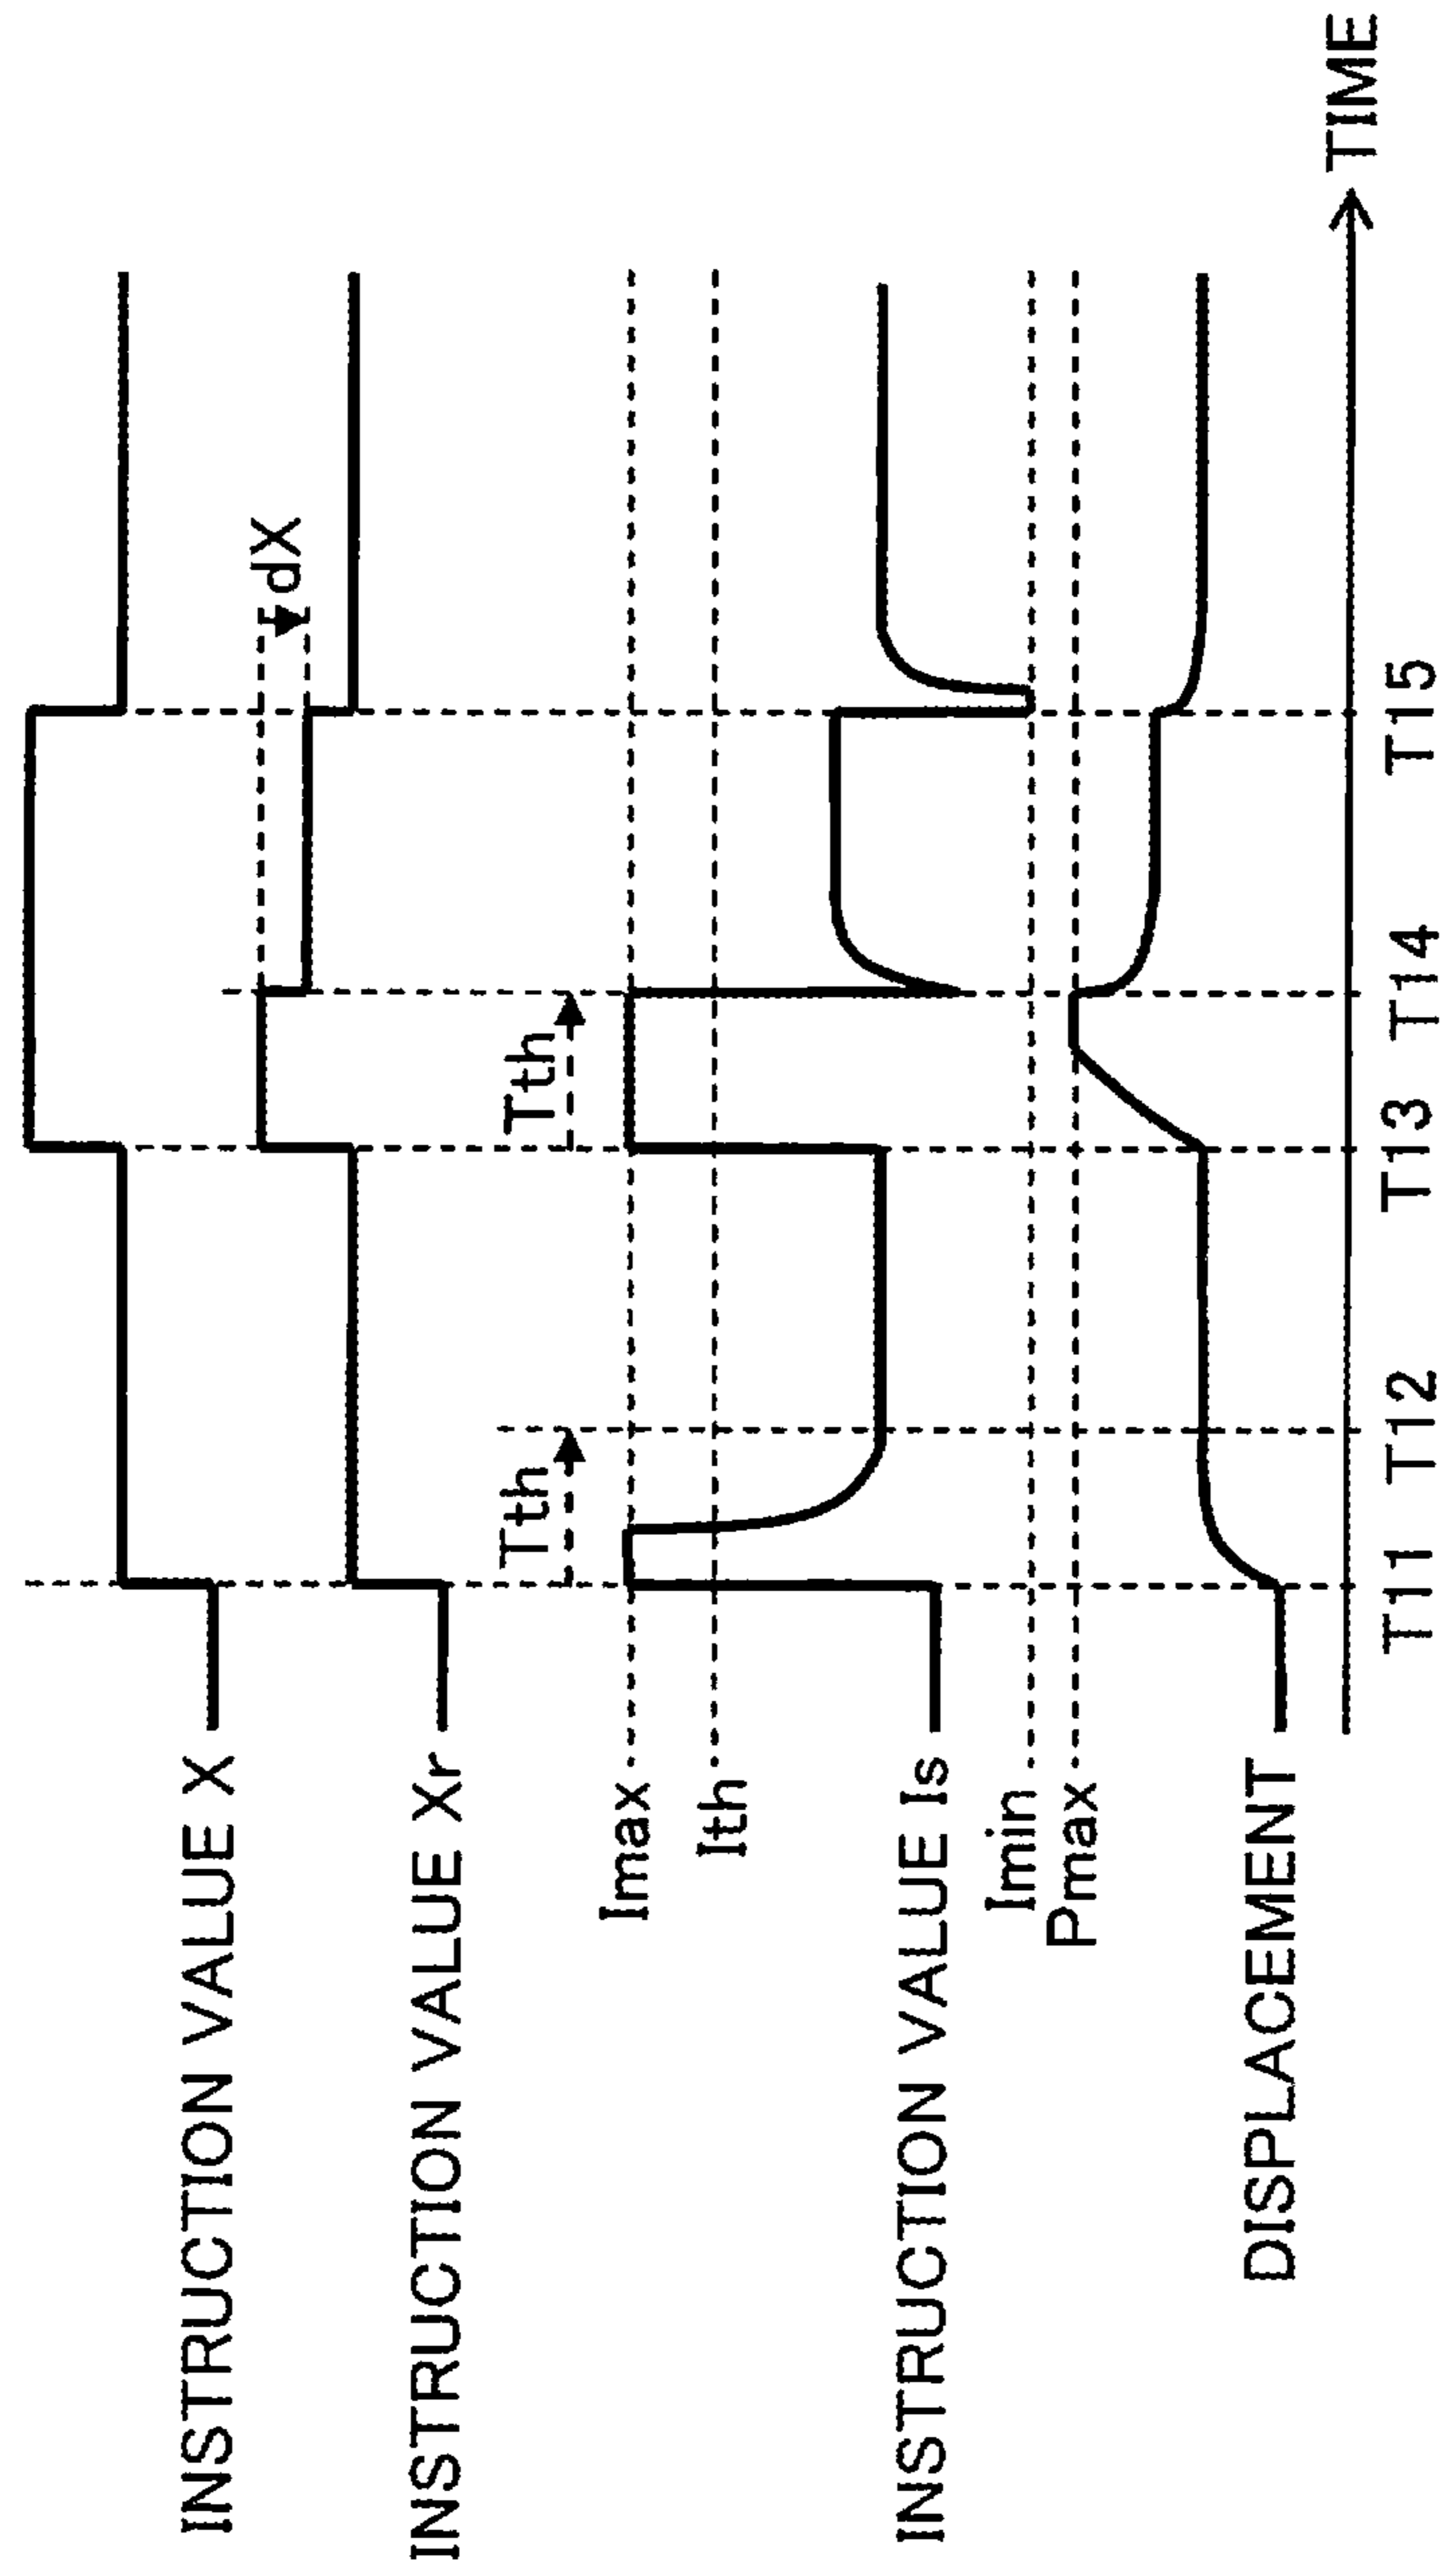 INSTRUCTION VALUE X
dX
INSTRUCTION VALUE Xr
Tth
Tth
Imax
Ith
INSTRUCTION VALUE Is
Imin
Pmax
DISPLACEMENT
TIME
T11 T12 T13 T14 T15